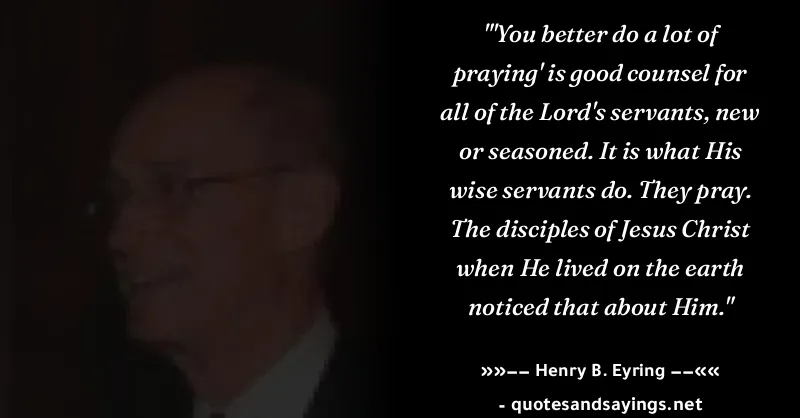 "'You better do a lot of
praying' is good counsel for
all of the Lord's servants, new
or seasoned. It is what His
wise servants do. They pray.
The disciples of Jesus Christ
when He lived on the earth
noticed that about Him."
»»−− Henry B. Eyring −−««
- quotesandsayings.net